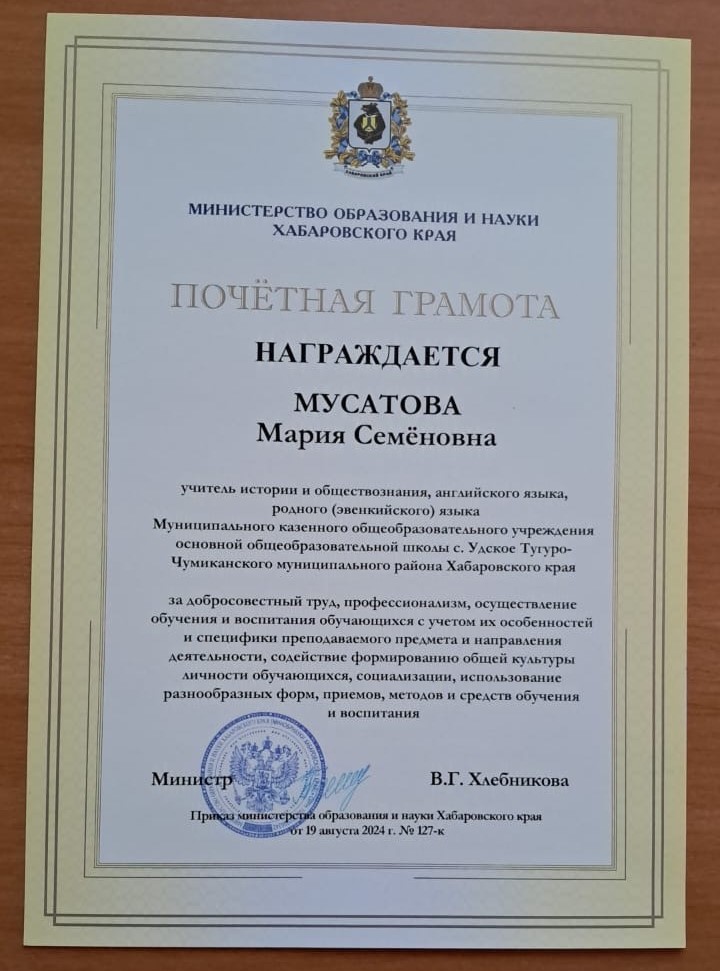 ХАБАРОВСКИЙ КРАЙ
МИНИСТЕРСТВО ОБРАЗОВАНИЯ И НАУКИ
ХАБАРОВСКОГО КРАЯ
ПОЧЁТНАЯ ГРАМОТА
НАГРАЖДАЕТСЯ
МУСАТОВА
Мария Семёновна
учитель истории и обществознания, английского языка,
родного (эвенкийского) языка
Муниципального казенного общеобразовательного учреждения
основной общеобразовательной школы с. Удское Тугуро-
Чумиканского муниципального района Хабаровского края
за добросовестный труд, профессионализм, осуществление
обучения и воспитания обучающихся с учетом их особенностей
и специфики преподаваемого предмета и направления
деятельности, содействие формированию общей культуры
личности обучающихся, социализации, использование
разнообразных форм, приемов, методов и средств обучения
и воспитания
Министр В.Г. Хлебникова
Приказ министерства образования и науки Хабаровского края
от 19 августа 2024 г. № 127-к